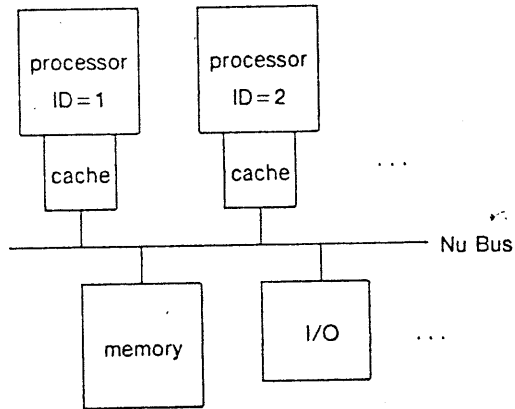 processor
ID=1
processor
ID=2
cache
cache
...
Nu Bus
memory
I/O
...